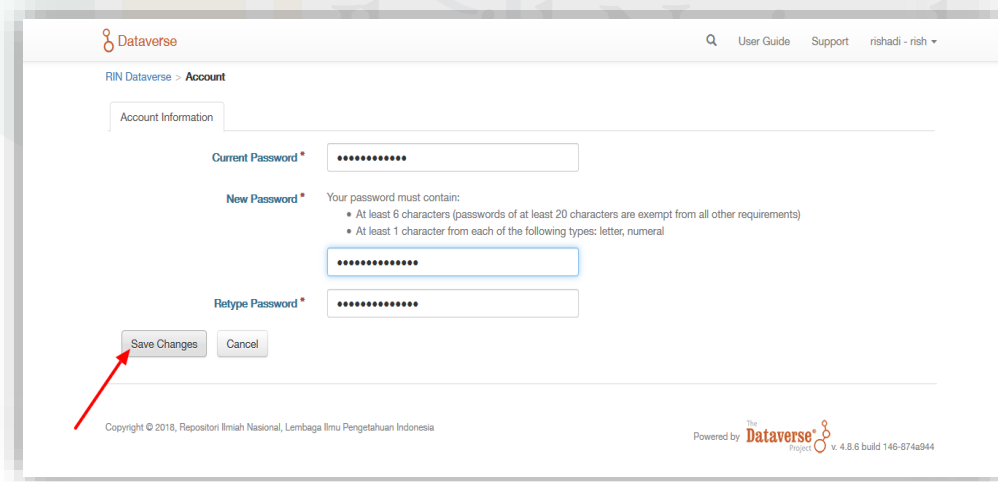 Dataverse
User Guide Support rishadi - rish
RIN Dataverse > Account
Account Information
Current Password *
••••••••••••
New Password * Your password must contain:
• At least 6 characters (passwords of at least 20 characters are exempt from all other requirements)
• At least 1 character from each of the following types: letter, numeral
••••••••••••••
Retype Password *
••••••••••••••
Save Changes Cancel
Copyright © 2018, Repositori Ilmiah Nasional, Lembaga Ilmu Pengetahuan Indonesia
Powered by The Dataverse® Project v. 4.8.6 build 146-874a944